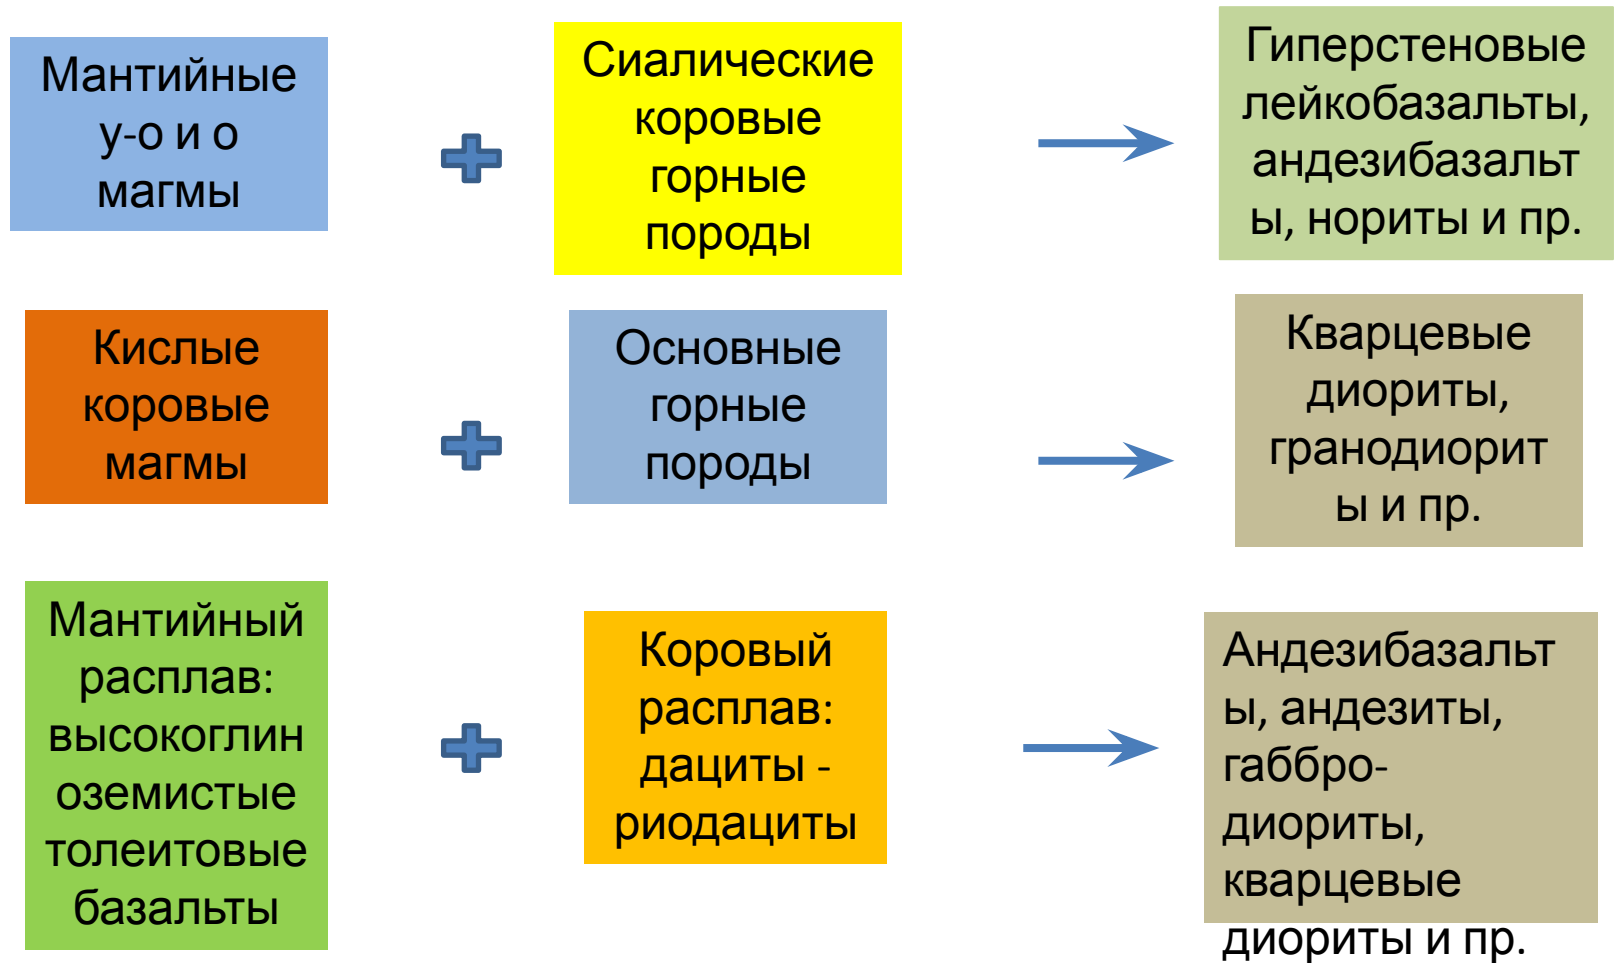 Мантийные
у-о и о
магмы
Сиалические
коровые
горные
породы
Гиперстеновые
лейкобазальты,
андезибазальт
ы, нориты и пр.
Кислые
коровые
магмы
Основные
горные
породы
Кварцевые
диориты,
гранодиорит
ы и пр.
Мантийный
расплав:
высокоглин
оземистые
толеитовые
базальты
Коровый
расплав:
дациты -
риодациты
Андезибазальт
ы, андезиты,
габбро-
диориты,
кварцевые
диориты и пр.